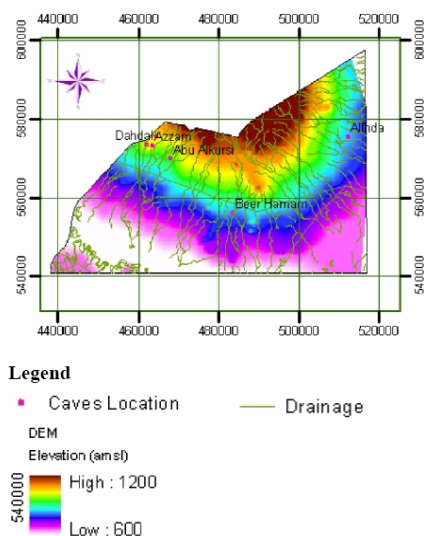 440000 460000 480000 500000 520000
600000 600000
580000 580000
560000 560000
540000 540000
Dahdal Azzam
Abu Alkursi
Alfnda
Beer Hamam
440000 460000 480000 500000 520000
Legend
Caves Location
Drainage
DEM
Elevation (amsl)
540000
High : 1200
Low : 600